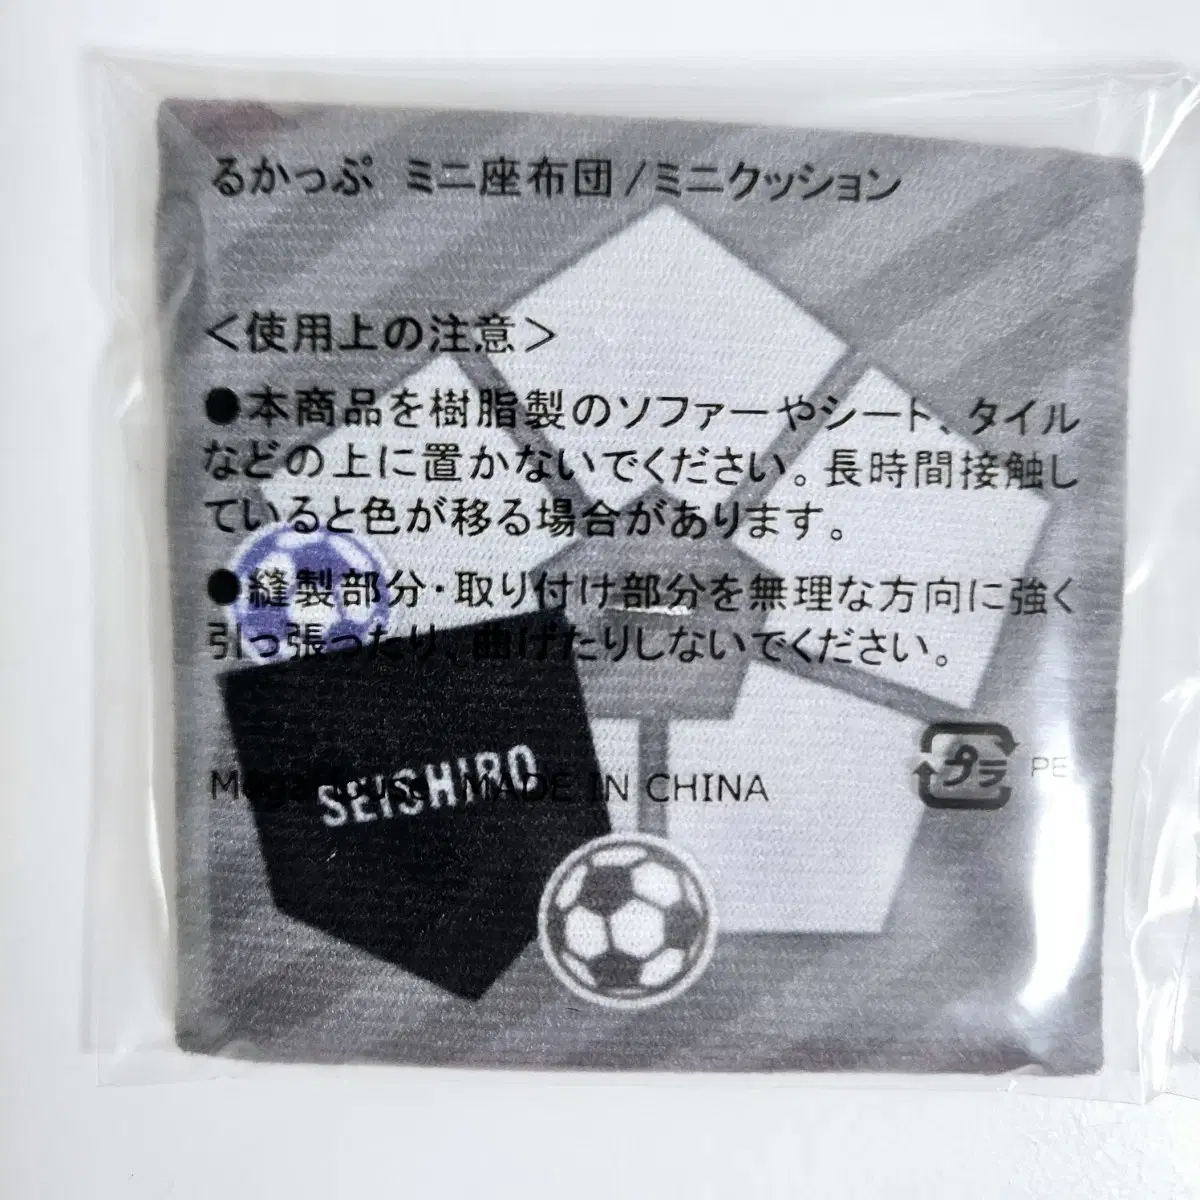 るかっぷ ミニ座布団/ミニクッション
＜使用上の注意＞
●本商品を樹脂製のソファーやシート、タイル
などの上に置かないでください。長時間接触し
ていると色が移る場合があります。
●縫製部分・取り付け部分を無理な方向に強く
引っ張ったり、曲げたりしないでください。
MegaHouse MADE IN CHINA
プラ PE
SEISHIRO